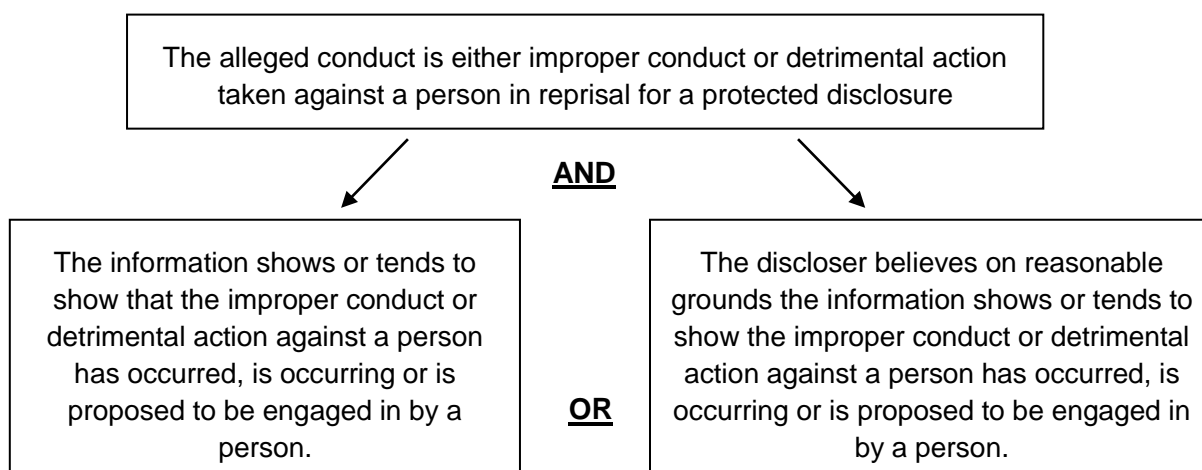 The alleged conduct is either improper conduct or detrimental action
taken against a person in reprisal for a protected disclosure
AND
The information shows or tends to
show that the improper conduct or
detrimental action against a person
has occurred, is occurring or is
proposed to be engaged in by a
person.
OR
The discloser believes on reasonable
grounds the information shows or tends to
show the improper conduct or detrimental
action against a person has occurred, is
occurring or is proposed to be engaged in
by a person.